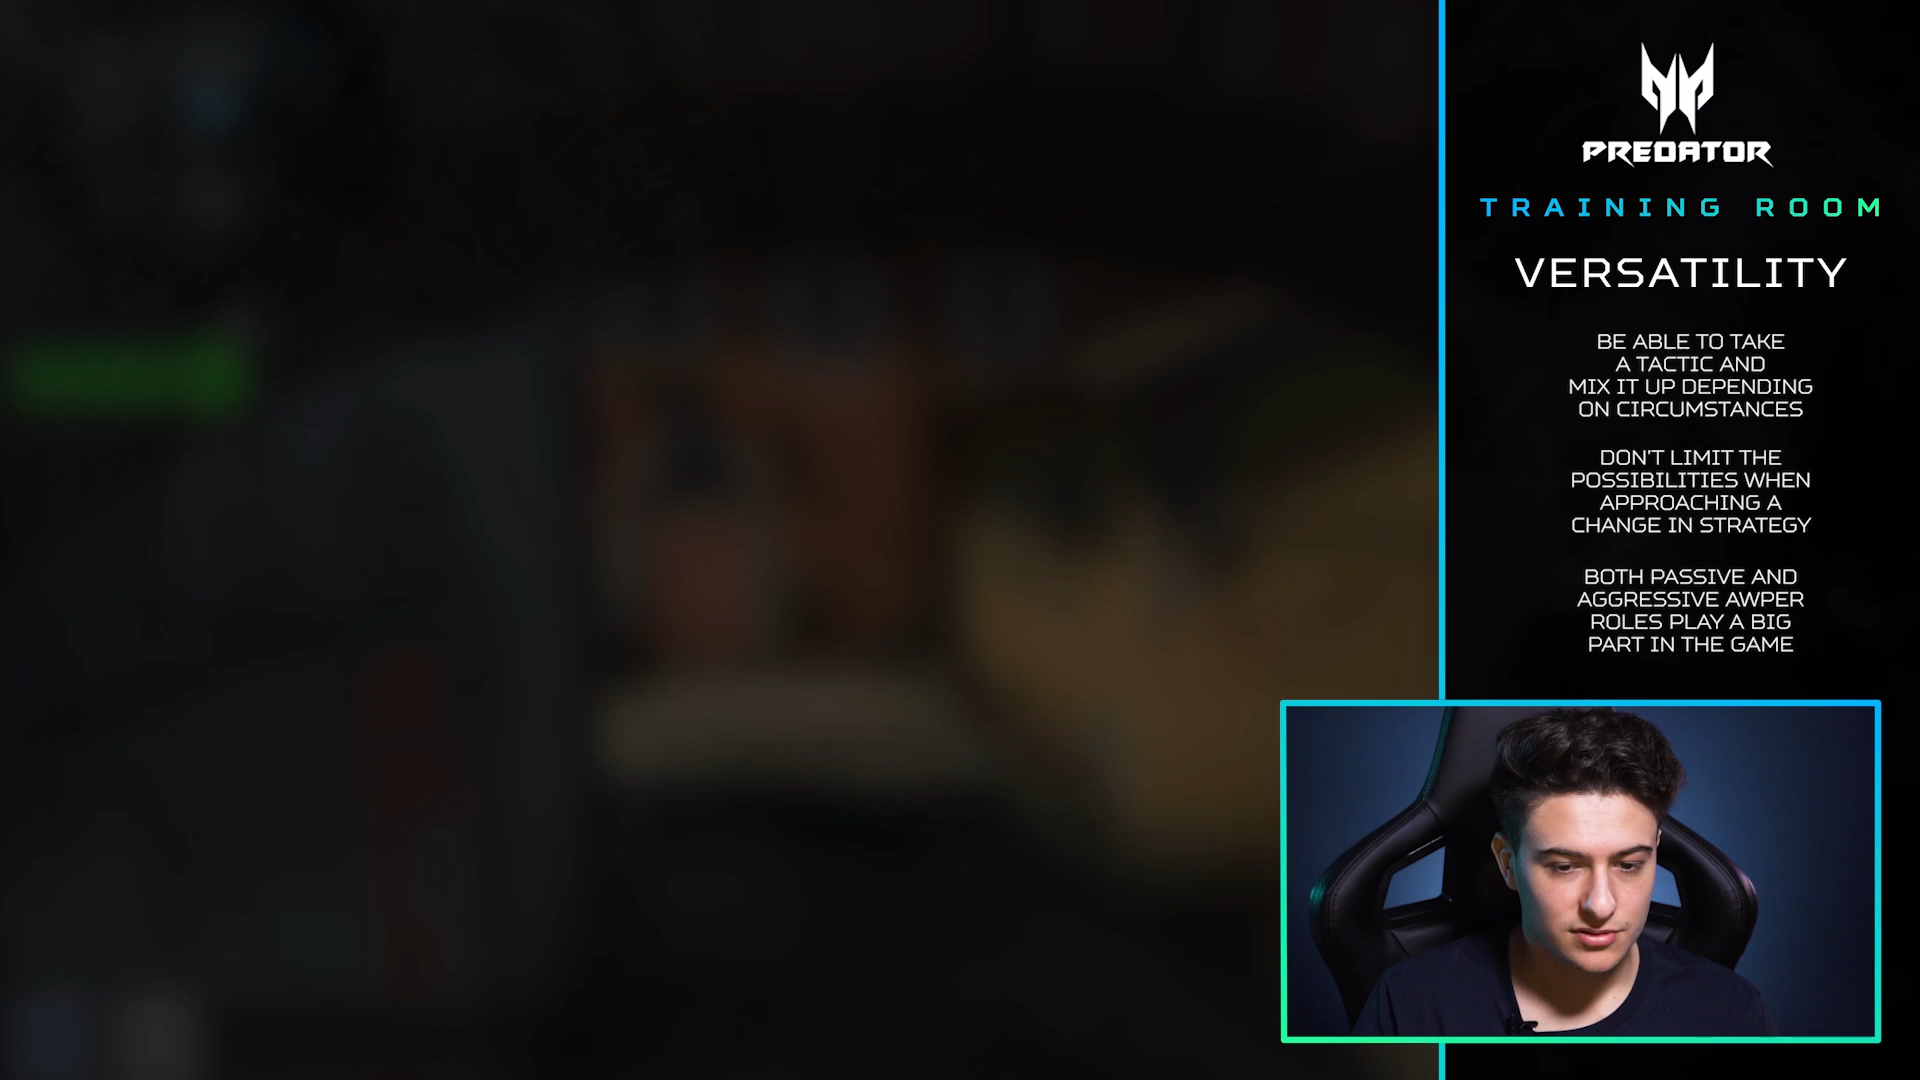 PREDATOR
TRAINING ROOM
VERSATILITY
BE ABLE TO TAKE
A TACTIC AND
MIX IT UP DEPENDING
ON CIRCUMSTANCES
DON'T LIMIT THE
POSSIBILITIES WHEN
APPROACHING A
CHANGE IN STRATEGY
BOTH PASSIVE AND
AGGRESSIVE AWPER
ROLES PLAY A BIG
PART IN THE GAME